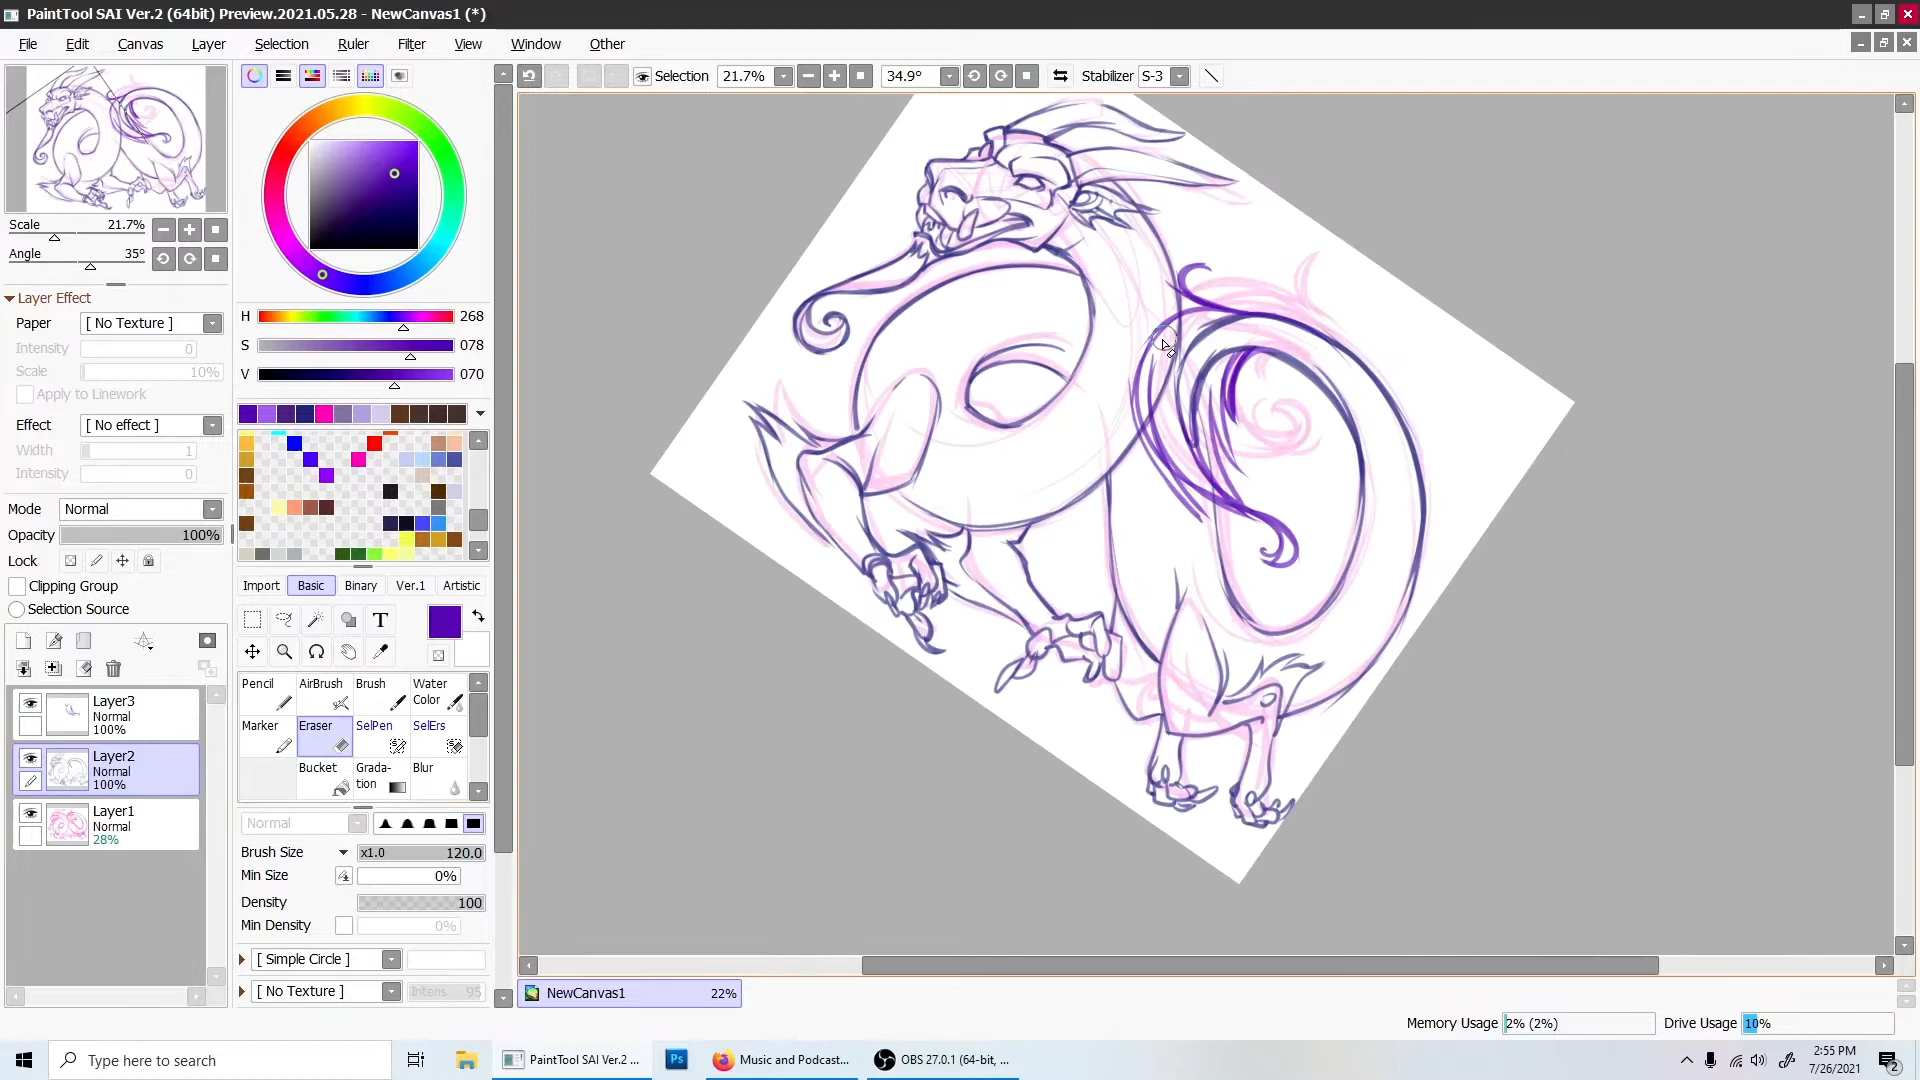 PaintTool SAI Ver.2 (64bit) Preview.2021.05.28 - NewCanvas1 (*)
File Edit Canvas Layer Selection Ruler Filter View Window Other
Selection 21.7% 34.9° Stabilizer S-3
Scale 21.7%
Angle 35°
Layer Effect
Paper [ No Texture ]
Intensity 0
Scale 10%
Apply to Linework
Effect [ No effect ]
Width 1
Intensity 0
Mode Normal
Opacity 100%
Lock
Clipping Group
Selection Source
Layer3
Normal
100%
Layer2
Normal
100%
Layer1
Normal
28%
H 268
S 078
V 070
Import Basic Binary Ver.1 Artistic
T
Pencil AirBrush Brush Water Color
Marker Eraser SelPen SelErs
Bucket Grada-tion Blur
Normal
Brush Size x1.0 120.0
Min Size 0%
Density 100
Min Density 0%
[ Simple Circle ]
[ No Texture ] Intens. 95
NewCanvas1 22%
Memory Usage 2% (2%) Drive Usage 10%
Type here to search
PaintTool SAI Ver.2 ...
Ps
Music and Podcast...
OBS 27.0.1 (64-bit, ...
2:55 PM
7/26/2021
2